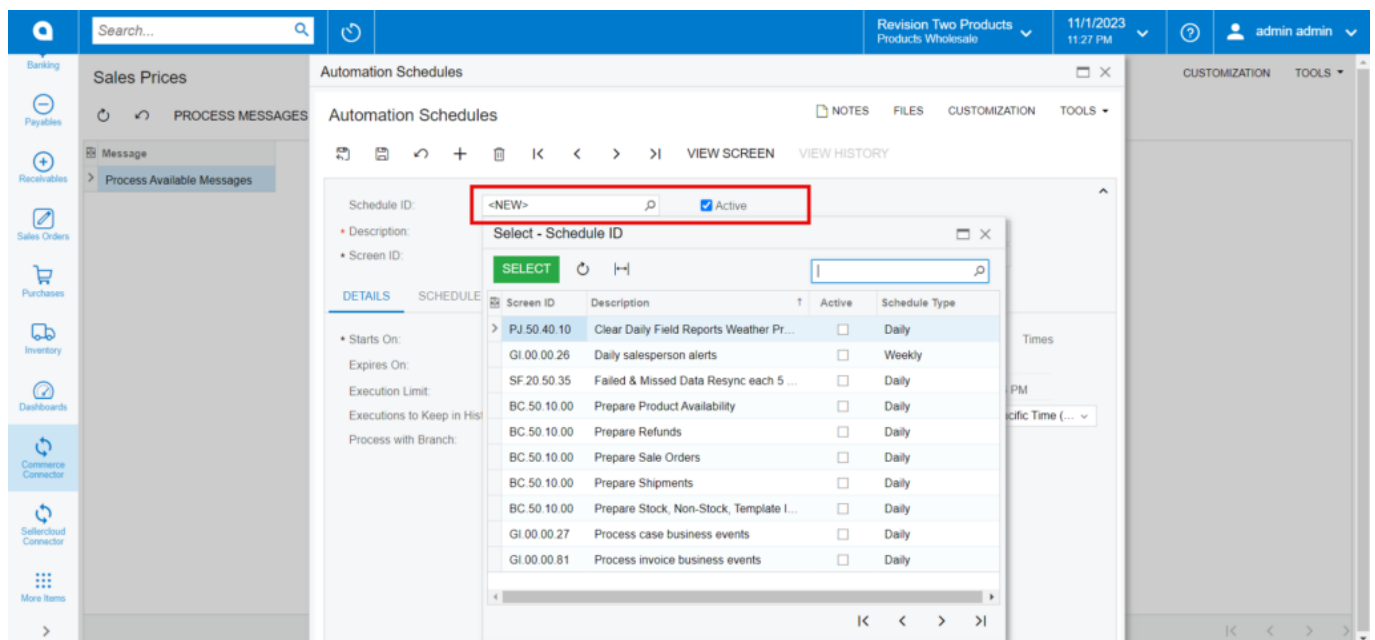 Search...
Revision Two Products
Products Wholesale
11/1/2023
11:27 PM
admin admin
Banking
Payables
Receivables
Sales Orders
Purchases
Inventory
Dashboards
Commerce
Connector
Sellercloud
Connector
More Items
Sales Prices
PROCESS MESSAGES
CUSTOMIZATION TOOLS
Message
Process Available Messages
Automation Schedules
Automation Schedules
NOTES FILES CUSTOMIZATION TOOLS
VIEW SCREEN VIEW HISTORY
Schedule ID: <NEW> Active
* Description:
* Screen ID:
DETAILS SCHEDULE
* Starts On:
Expires On:
Execution Limit:
Executions to Keep in His
Process with Branch:
Times
PM
cific Time (...
Select - Schedule ID
SELECT
Screen ID Description Active Schedule Type
PJ.50.40.10 Clear Daily Field Reports Weather Pr... Daily
GI.00.00.26 Daily salesperson alerts Weekly
SF.20.50.35 Failed & Missed Data Resync each 5 ... Daily
BC.50.10.00 Prepare Product Availability Daily
BC.50.10.00 Prepare Refunds Daily
BC.50.10.00 Prepare Sale Orders Daily
BC.50.10.00 Prepare Shipments Daily
BC.50.10.00 Prepare Stock, Non-Stock, Template I... Daily
GI.00.00.27 Process case business events Daily
GI.00.00.81 Process invoice business events Daily